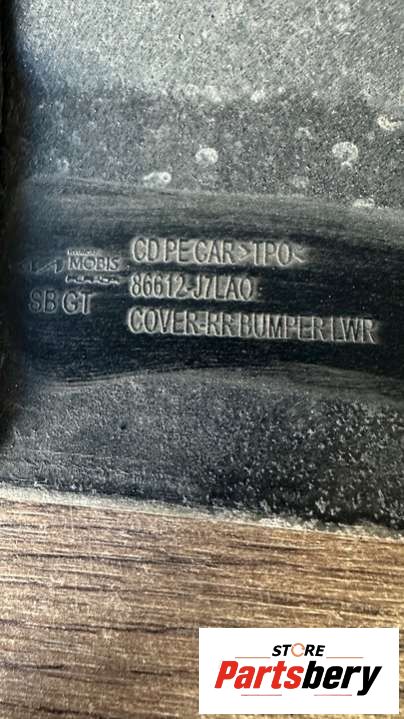 CD PE CAR >TPO<
MOBIS
86612-J7LA0
SB GT
COVER-RR BUMPER LWR
STORE
Partsbery